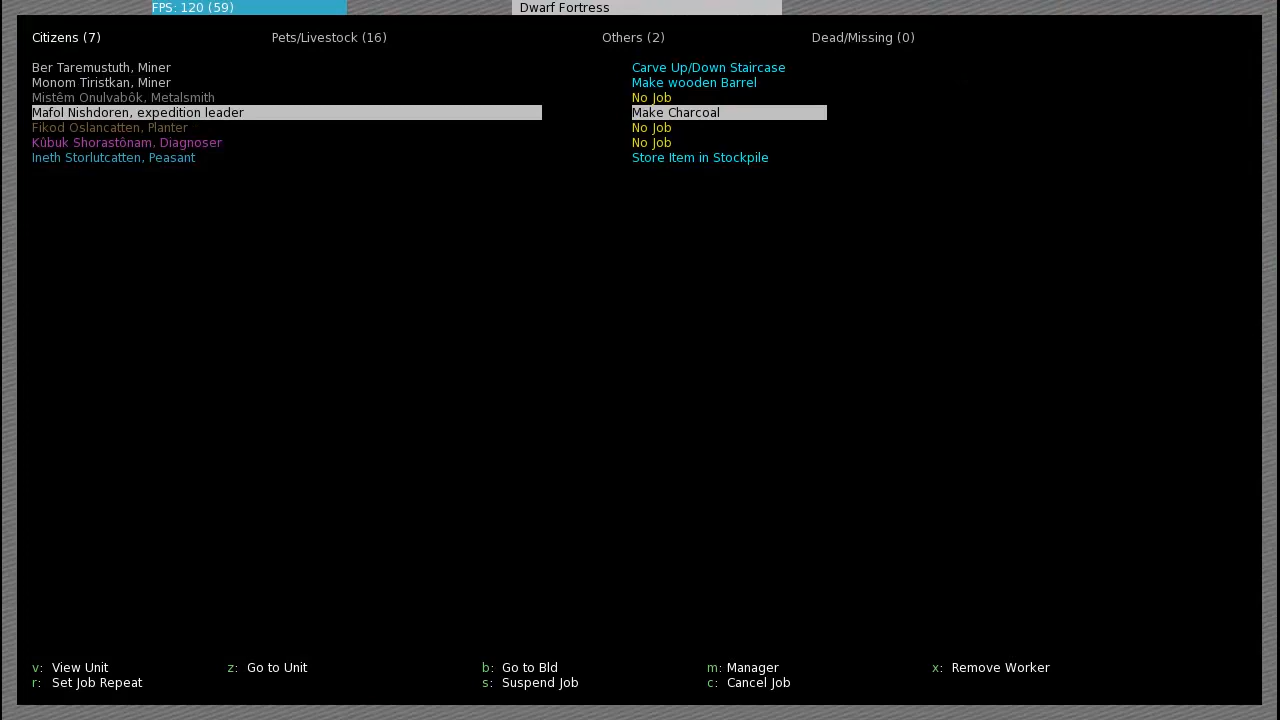 FPS: 120 (59) Dwarf Fortress
Citizens (7) Pets/Livestock (16) Others (2) Dead/Missing (0)
Ber Taremustuth, Miner Carve Up/Down Staircase
Monom Tiristkan, Miner Make wooden Barrel
Mistêm Onulvabôk, Metalsmith No Job
Mafol Nishdoren, expedition leader Make Charcoal
Fikod Oslancatten, Planter No Job
Kûbuk Shorastônam, Diagnoser No Job
Ineth Storlutcatten, Peasant Store Item in Stockpile
v: View Unit z: Go to Unit b: Go to Bld m: Manager x: Remove Worker
r: Set Job Repeat s: Suspend Job c: Cancel Job